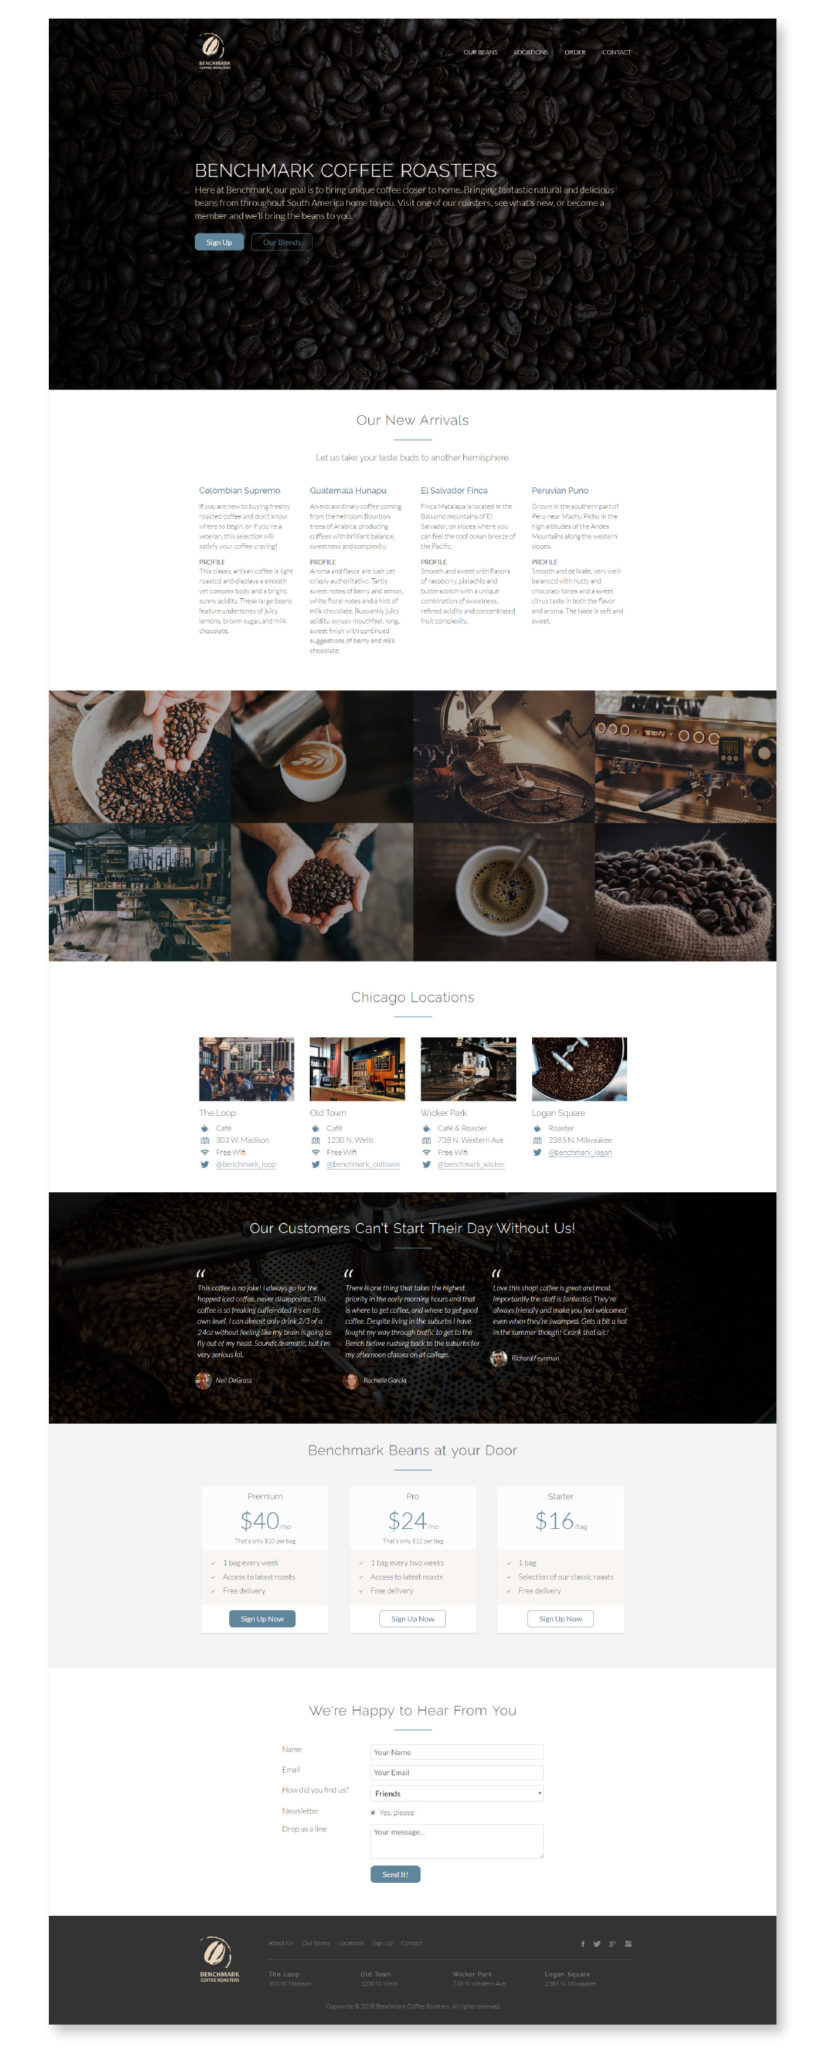 BENCHMARK
COFFEE ROASTERS
OUR BEANS LOCATIONS ORDER CONTACT
BENCHMARK COFFEE ROASTERS
Here at Benchmark, our goal is to bring unique coffee closer to home. Bringing fantastic natural and delicious
beans from throughout South America home to you. Visit one of our roasters, see what's new, or become a
member and we'll bring the beans to you.
Sign Up Our Blends
Our New Arrivals
Let us take your taste buds to another hemisphere.
Colombian Supremo
If you are new to buying freshly
roasted coffee and don't know
where to begin, or if you're a
veteran, this selection will
satisfy your coffee craving!
PROFILE
This classic artisan coffee is light
roasted and displays a smooth
yet complex body and a bright,
sunny acidity. These large beans
feature undertones of juicy
lemons, brown sugar, and milk
chocolate.
Guatemala Hunapu
An extraordinary coffee coming
from the heirloom Bourbon
trees of Arabica, producing
coffees with brilliant balance,
sweetness and complexity.
PROFILE
Aroma and flavor are lush yet
crisply authoritative. Tartly
sweet notes of berry and lemon,
white floral notes and a hint of
milk chocolate. Buoyantly juicy
acidity, syrupy mouthfeel, long,
sweet finish with continued
suggestions of berry and milk
chocolate.
El Salvador Finca
Finca Matalapa is located in the
Balsamo mountains of El
Salvador, on slopes where you
can feel the cool ocean breeze of
the Pacific.
PROFILE
Smooth and sweet with flavors
of raspberry, pistachio and
butterscotch with a unique
combination of sweetness,
refined acidity and concentrated
fruit complexity.
Peruvian Puno
Grown in the southern part of
Peru near Machu Pichu in the
high altitudes of the Andes
Mountains along the western
slopes.
PROFILE
Smooth and delicate, very well-
balanced with nutty and
chocolaty tones and a sweet
citrus taste in both the flavor
and aroma. The taste is soft and
sweet.
Chicago Locations
The Loop
Café
303 W. Madison
Free Wifi
@benchmark_loop
Old Town
Café
1230 N. Wells
Free Wifi
@benchmark_oldtown
Wicker Park
Café & Roaster
738 N. Western Ave
Free Wifi
@benchmark_wicker
Logan Square
Roaster
2385 N. Milwaukee
@benchmark_logan
Our Customers Can't Start Their Day Without Us!
“
This coffee is no joke! I always go for the
hopped iced coffee, never disappoints. This
coffee is so freaking caffeinated it's on its
own level. I can almost only drink 2/3 of a
24oz without feeling like my brain is going to
fly out of my head. Sounds dramatic, but I'm
very serious lol.
Neil DeGrass
“
There is one thing that takes the highest
priority in the early morning hours and that
is where to get coffee, and where to get good
coffee. Despite living in the suburbs I have
fought my way through traffic to get to the
Bench before rushing back to the suburbs for
my afternoon classes on at college.
Rochelle Garcia
“
Love this shop! coffee is great and most
importantly the staff is fantastic! They're
always friendly and make you feel welcomed
even when they're swamped. Gets a bit hot
in the summer though! Crank that a/c!
Richard Feynman
Benchmark Beans at your Door
Premium
$40/mo
That's only $10 per bag
1 bag every week
Access to latest roasts
Free delivery
Sign Up Now
Pro
$24/mo
That's only $12 per bag
1 bag every two weeks
Access to latest roasts
Free delivery
Sign Up Now
Starter
$16/bag
1 bag
Selection of our classic roasts
Free delivery
Sign Up Now
We're Happy to Hear From You
Name Your Name
Email Your Email
How did you find us? Friends
Newsletter Yes, please
Drop us a line Your message...
Send It!
BENCHMARK
COFFEE ROASTERS
About Us Our Beans Locations Sign Up Contact
The Loop
303 W. Madison
Old Town
1230 N. Wells
Wicker Park
738 N. Western Ave
Logan Square
2385 N. Milwaukee
Copywrite © 2018 Benchmark Coffee Roasters. All rights reserved.